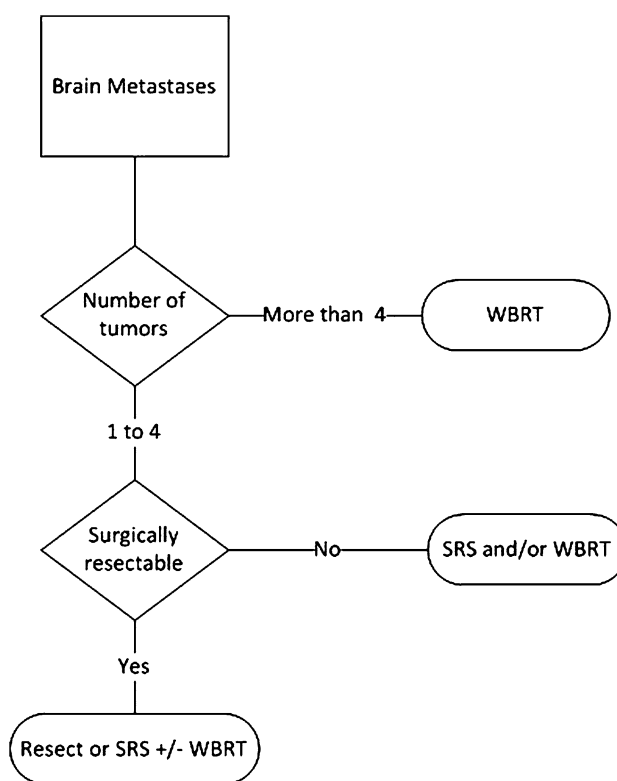 Brain Metastases
Number of
tumors
More than 4
WBRT
1 to 4
Surgically
resectable
No
SRS and/or WBRT
Yes
Resect or SRS +/- WBRT